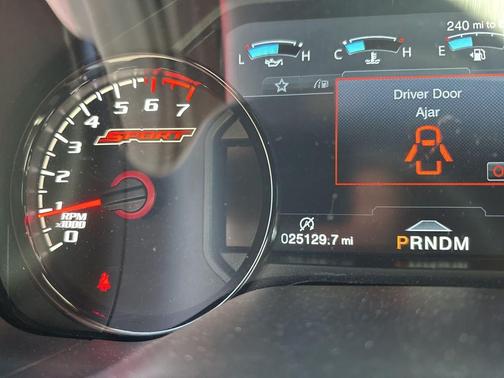 240 mi to
L H C H E
Driver Door
Ajar
7
6
5
4
3
2
1
0
SPORT
RPM
x1000
025129.7 mi
PRNDM